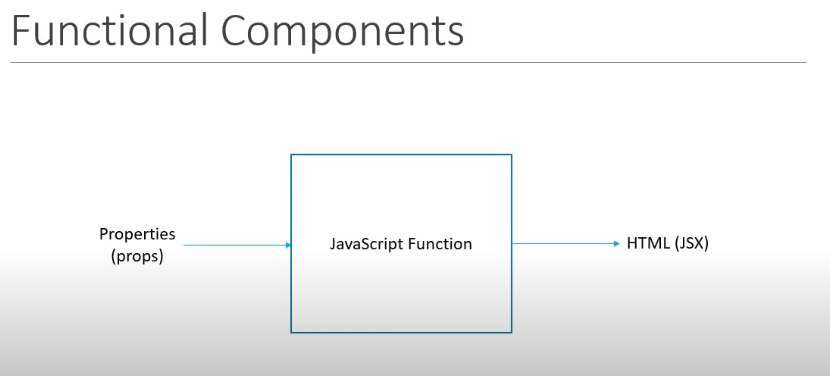 Functional Components
Properties
(props)
JavaScript Function
HTML (JSX)